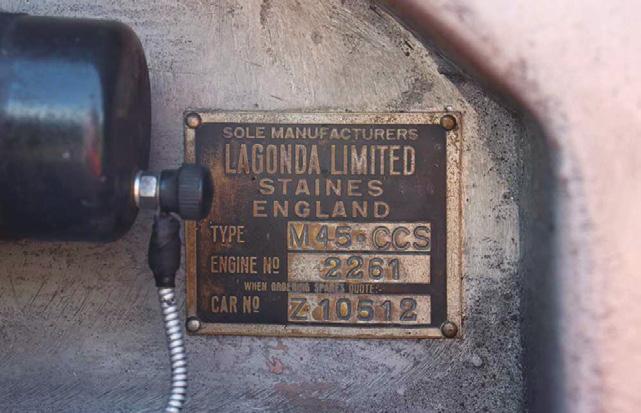 SOLE MANUFACTURERS
LAGONDA LIMITED
STAINES
ENGLAND
TYPE M45·CCS
ENGINE Nº 2261
WHEN ORDERING SPARES QUOTE:-
CAR Nº Z 10512